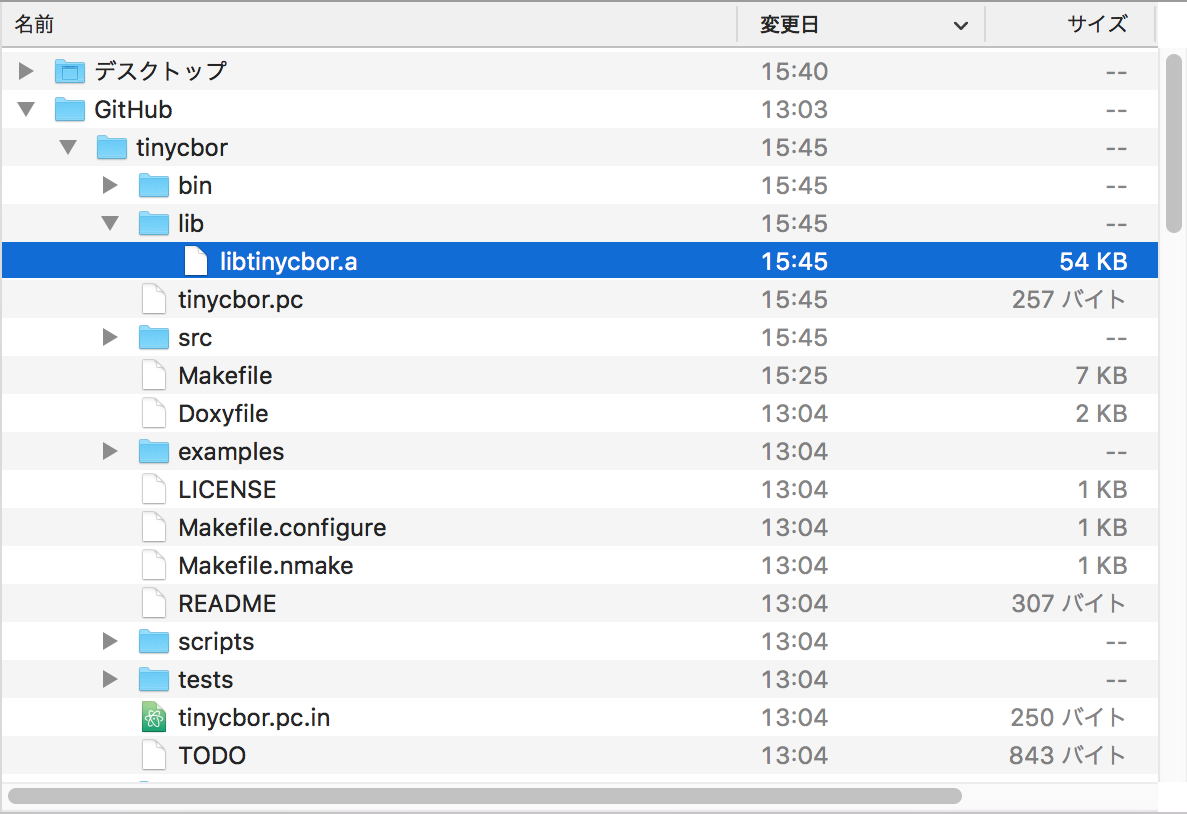 名前 変更日 サイズ
デスクトップ 15:40 --
GitHub 13:03 --
tinycbor 15:45 --
bin 15:45 --
lib 15:45 --
libtinycbor.a 15:45 54 KB
tinycbor.pc 15:45 257 バイト
src 15:45 --
Makefile 15:25 7 KB
Doxyfile 13:04 2 KB
examples 13:04 --
LICENSE 13:04 1 KB
Makefile.configure 13:04 1 KB
Makefile.nmake 13:04 1 KB
README 13:04 307 バイト
scripts 13:04 --
tests 13:04 --
tinycbor.pc.in 13:04 250 バイト
TODO 13:04 843 バイト